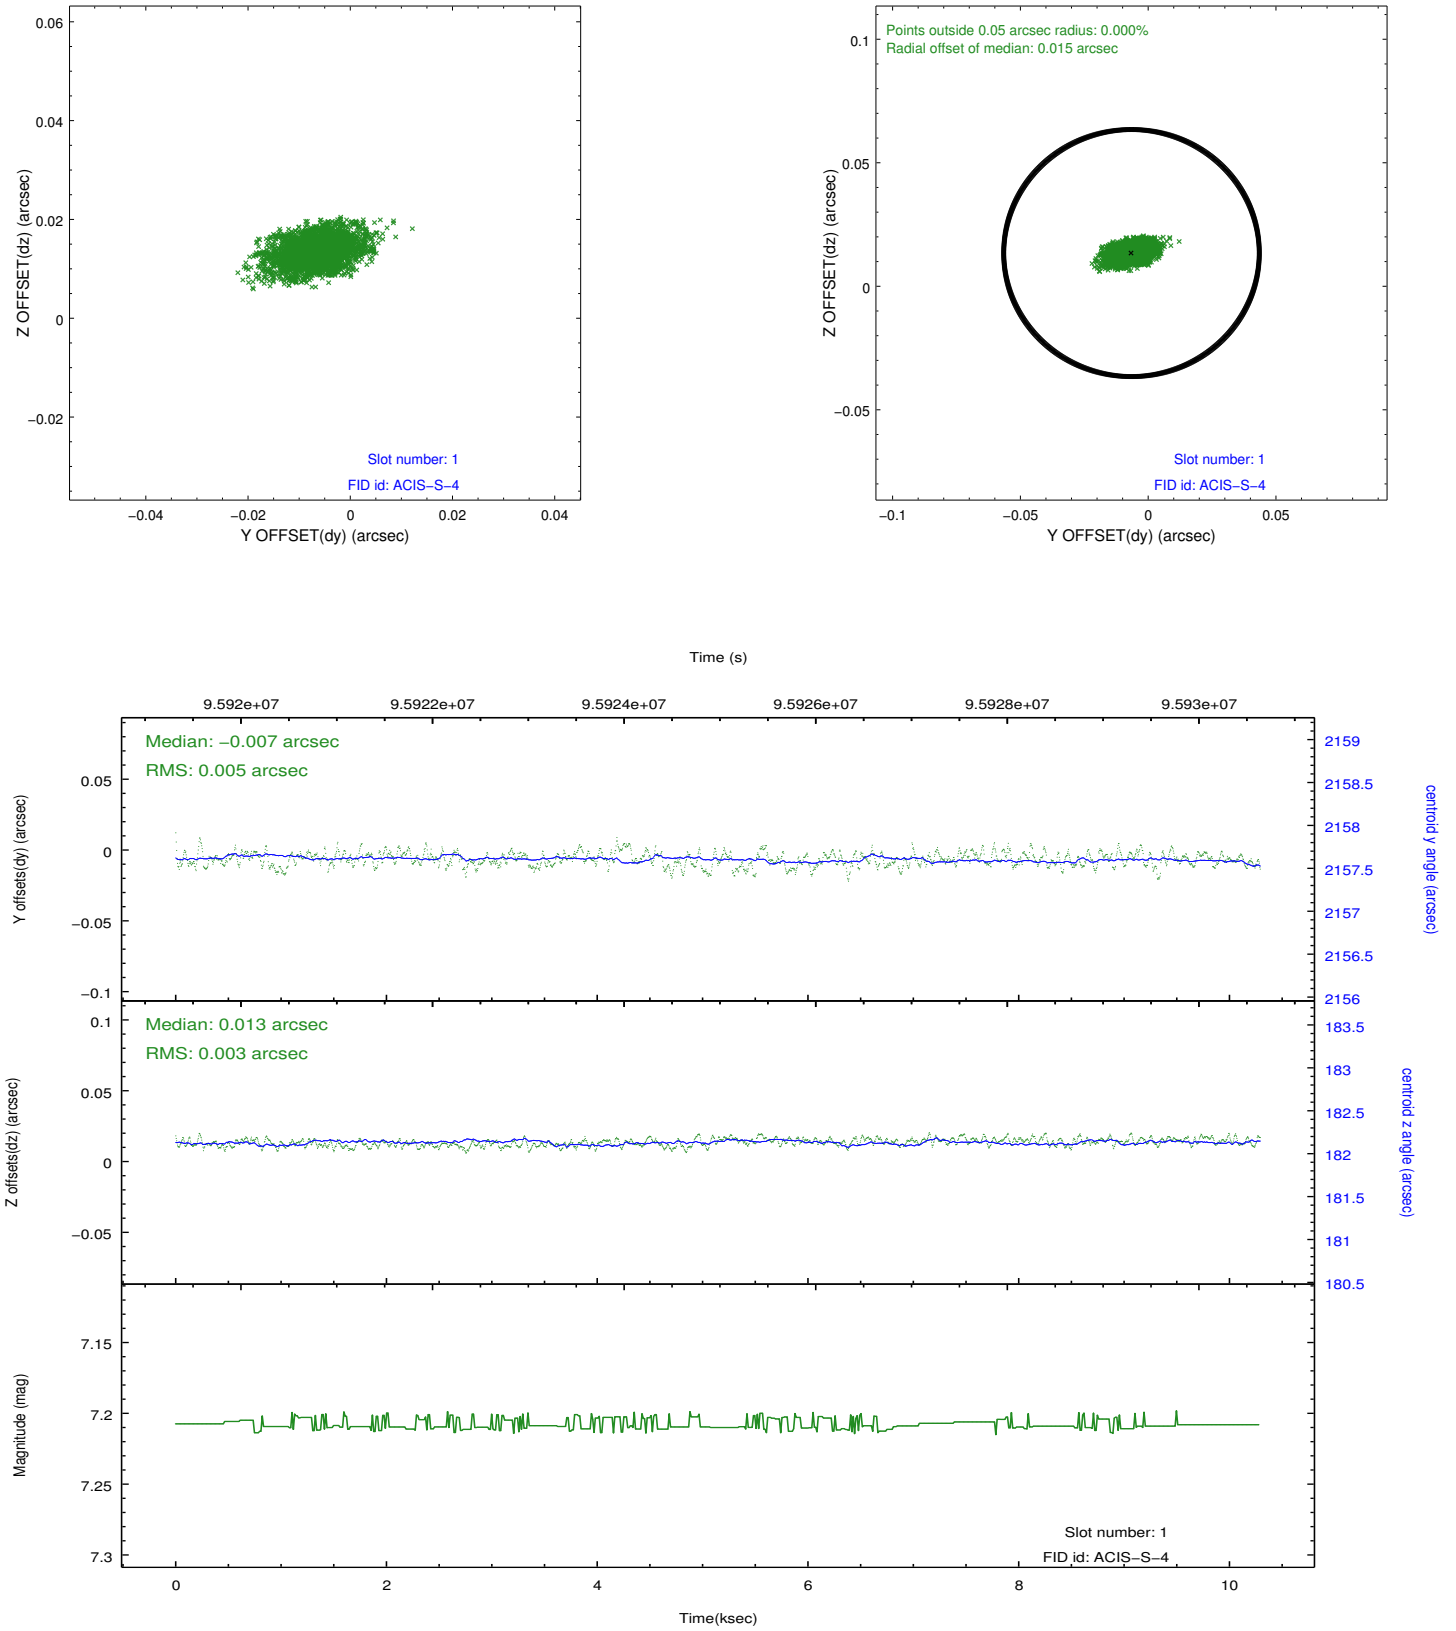 0.06
0.04
0.02
0
−0.02
Z OFFSET(dz) (arcsec)
Slot number: 1
FID id: ACIS−S−4
−0.04
−0.02
0
0.02
0.04
Y OFFSET(dy) (arcsec)
Points outside 0.05 arcsec radius: 0.000%
Radial offset of median: 0.015 arcsec
0.1
0.05
0
−0.05
Z OFFSET(dz) (arcsec)
Slot number: 1
FID id: ACIS−S−4
−0.1
−0.05
0
0.05
Y OFFSET(dy) (arcsec)
Time (s)
9.592e+07
9.5922e+07
9.5924e+07
9.5926e+07
9.5928e+07
9.593e+07
Median: −0.007 arcsec
RMS: 0.005 arcsec
0.05
0
−0.05
−0.1
Y offsets(dy) (arcsec)
2159
2158.5
2158
2157.5
2157
2156.5
2156
centroid y angle (arcsec)
Median: 0.013 arcsec
RMS: 0.003 arcsec
0.1
0.05
0
−0.05
Z offsets(dz) (arcsec)
183.5
183
182.5
182
181.5
181
180.5
centroid z angle (arcsec)
7.15
7.2
7.25
7.3
Magnitude (mag)
Slot number: 1
FID id: ACIS−S−4
0
2
4
6
8
10
Time(ksec)